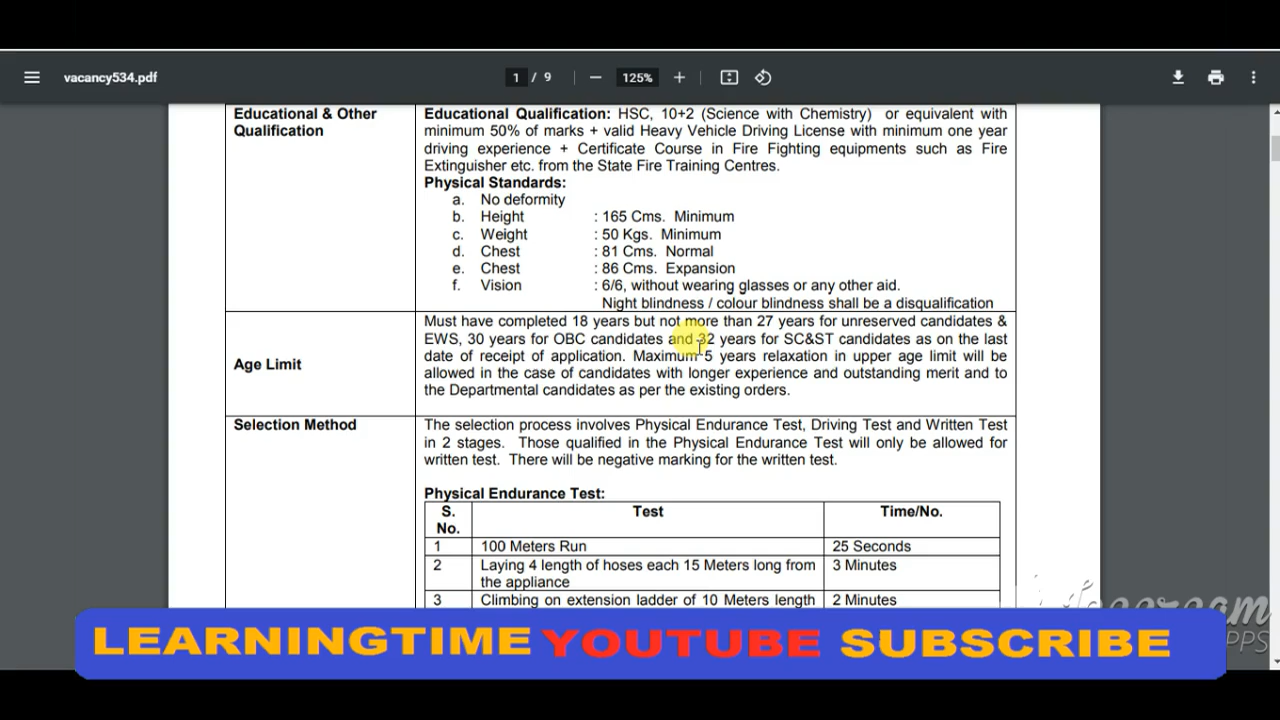 vacancy534.pdf
1 / 9
125%
Educational & Other
Qualification
Educational Qualification: HSC, 10+2 (Science with Chemistry) or equivalent with
minimum 50% of marks + valid Heavy Vehicle Driving License with minimum one year
driving experience + Certificate Course in Fire Fighting equipments such as Fire
Extinguisher etc. from the State Fire Training Centres.
Physical Standards:
a. No deformity
b. Height : 165 Cms. Minimum
c. Weight : 50 Kgs. Minimum
d. Chest : 81 Cms. Normal
e. Chest : 86 Cms. Expansion
f. Vision : 6/6, without wearing glasses or any other aid.
Night blindness / colour blindness shall be a disqualification
Age Limit
Must have completed 18 years but not more than 27 years for unreserved candidates &
EWS, 30 years for OBC candidates and 32 years for SC&ST candidates as on the last
date of receipt of application. Maximum 5 years relaxation in upper age limit will be
allowed in the case of candidates with longer experience and outstanding merit and to
the Departmental candidates as per the existing orders.
Selection Method
The selection process involves Physical Endurance Test, Driving Test and Written Test
in 2 stages. Those qualified in the Physical Endurance Test will only be allowed for
written test. There will be negative marking for the written test.
Physical Endurance Test:
S. No. Test Time/No.
1 100 Meters Run 25 Seconds
2 Laying 4 length of hoses each 15 Meters long from 3 Minutes
the appliance
3 Climbing on extension ladder of 10 Meters length 2 Minutes
LEARNINGTIME YOUTUBE SUBSCRIBE